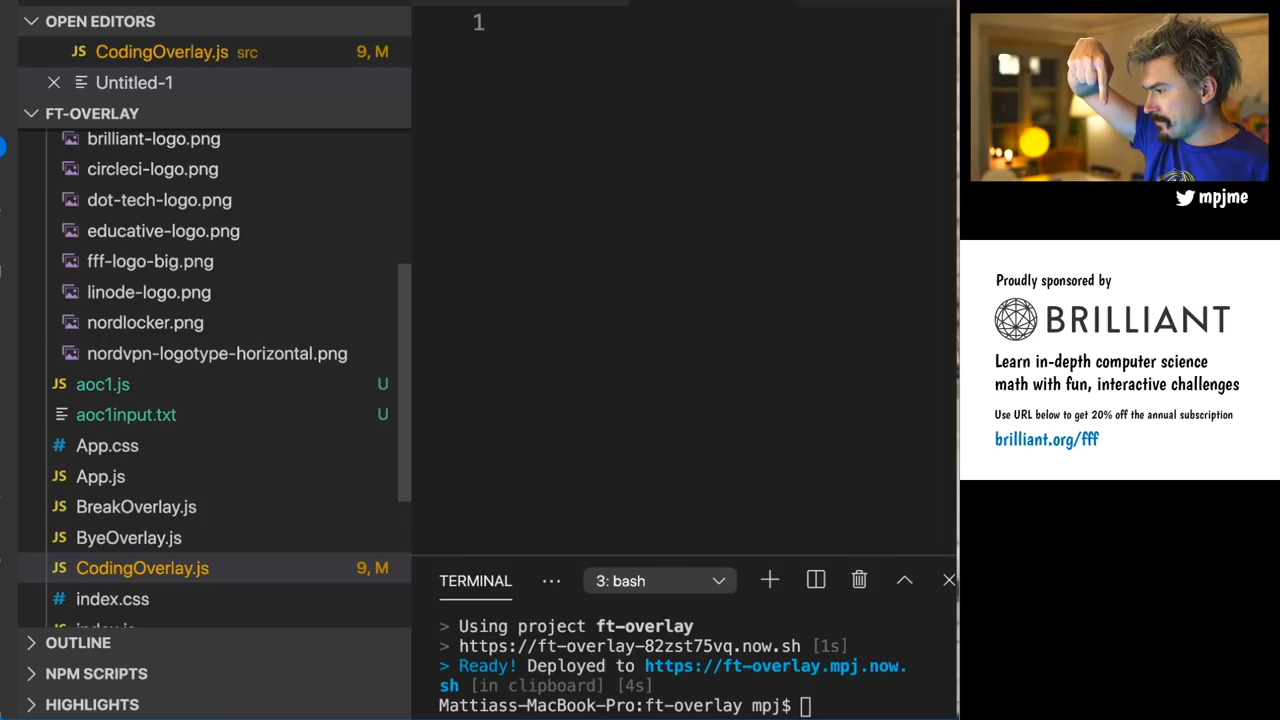 OPEN EDITORS
JS CodingOverlay.js src 9, M
Untitled-1
FT-OVERLAY
brilliant-logo.png
circleci-logo.png
dot-tech-logo.png
educative-logo.png
fff-logo-big.png
linode-logo.png
nordlocker.png
nordvpn-logotype-horizontal.png
JS aoc1.js U
aoc1input.txt U
# App.css
JS App.js
JS BreakOverlay.js
JS ByeOverlay.js
JS CodingOverlay.js 9, M
# index.css
index.js
OUTLINE
NPM SCRIPTS
HIGHLIGHTS
1
TERMINAL ... 3: bash
> Using project ft-overlay
> https://ft-overlay-82zst75vq.now.sh [1s]
> Ready! Deployed to https://ft-overlay.mpj.now.
sh [in clipboard] [4s]
Mattiass-MacBook-Pro:ft-overlay mpj$
mpjme
Proudly sponsored by
BRILLIANT
Learn in-depth computer science
math with fun, interactive challenges
Use URL below to get 20% off the annual subscription
brilliant.org/fff